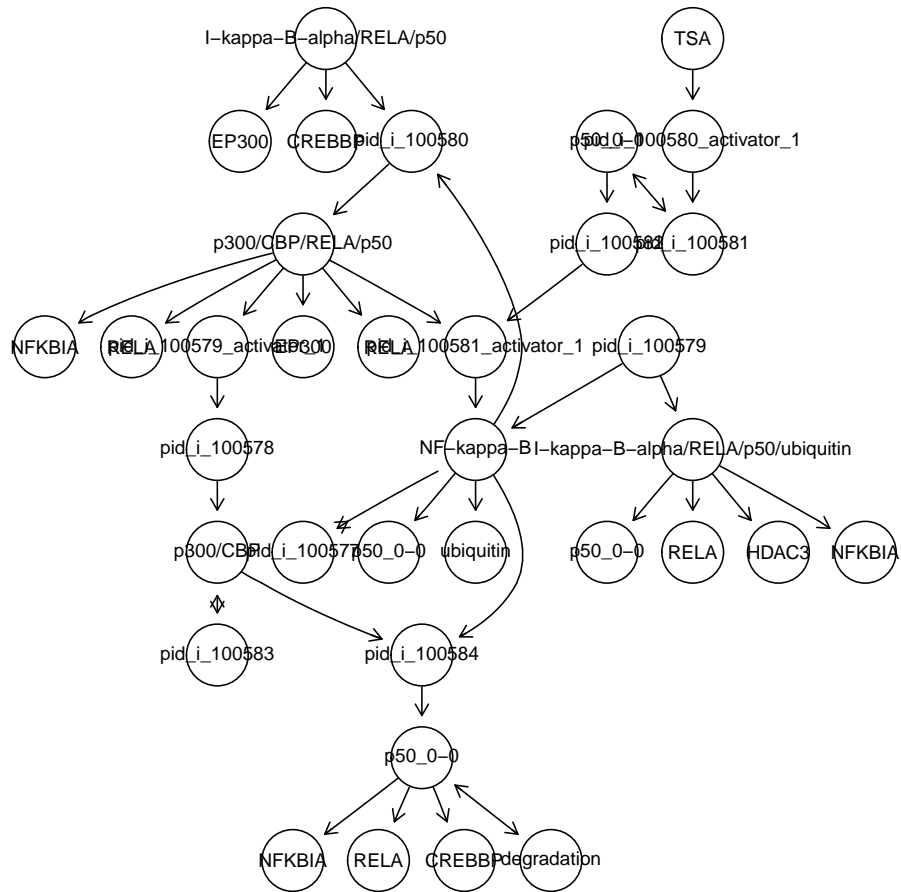 I−kappa−B−alpha/RELA/p50
TSA
EP300
CREBBP
pid_i_100580
p50_0−0
pid_i_100580_activator_1
p300/CBP/RELA/p50
pid_i_100582
pid_i_100581
NFKBIA
RELA
pid_i_100579_activator_1
EP300
RELA
pid_i_100581_activator_1
pid_i_100579
pid_i_100578
NF−kappa−B
I−kappa−B−alpha/RELA/p50/ubiquitin
p300/CBP
pid_i_100577
p50_0−0
ubiquitin
p50_0−0
RELA
HDAC3
NFKBIA
pid_i_100583
pid_i_100584
p50_0−0
NFKBIA
RELA
CREBBP
degradation